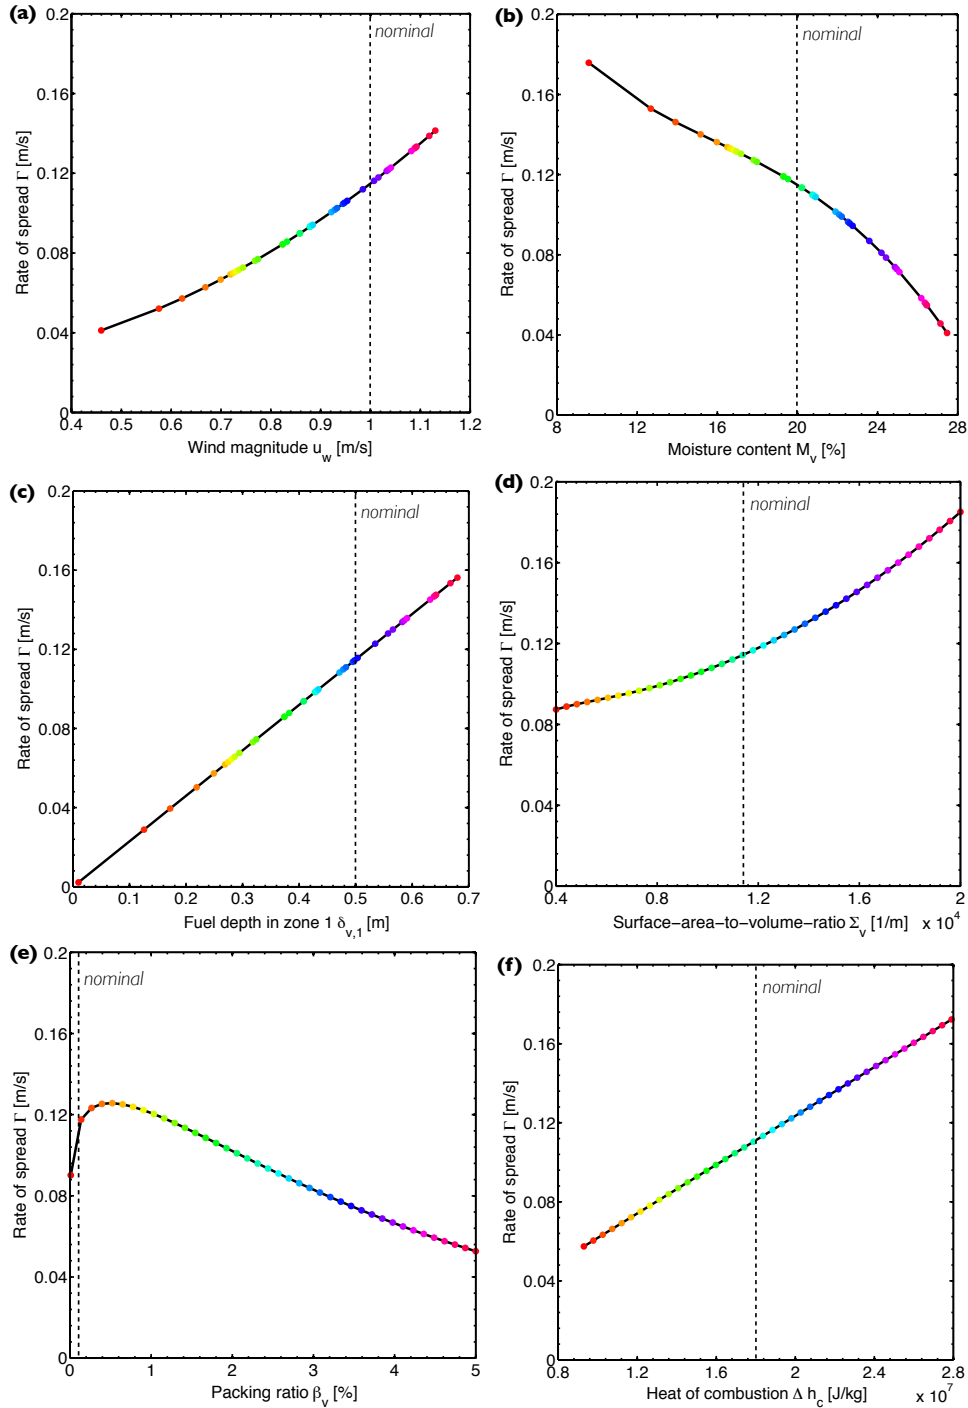 (a)
nominal
0.2
0.16
0.12
0.08
0.04
0
Rate of spread Γ [m/s]
0.4 0.5 0.6 0.7 0.8 0.9 1 1.1 1.2
Wind magnitude u_w [m/s]
(b)
nominal
0.2
0.16
0.12
0.08
0.04
0
Rate of spread Γ [m/s]
8 12 16 20 24 28
Moisture content M_v [%]
(c)
nominal
0.2
0.16
0.12
0.08
0.04
0
Rate of spread Γ [m/s]
0 0.1 0.2 0.3 0.4 0.5 0.6 0.7
Fuel depth in zone 1 δ_v,1 [m]
(d)
nominal
0.2
0.16
0.12
0.08
0.04
0
Rate of spread Γ [m/s]
0.4 0.8 1.2 1.6 2
Surface−area−to−volume−ratio Σ_v [1/m] x 10^4
(e)
nominal
0.2
0.16
0.12
0.08
0.04
0
Rate of spread Γ [m/s]
0 1 2 3 4 5
Packing ratio β_v [%]
(f)
nominal
0.2
0.16
0.12
0.08
0.04
0
Rate of spread Γ [m/s]
0.8 1.2 1.6 20 2.4 2.8
Heat of combustion Δ h_c [J/kg] x 10^7